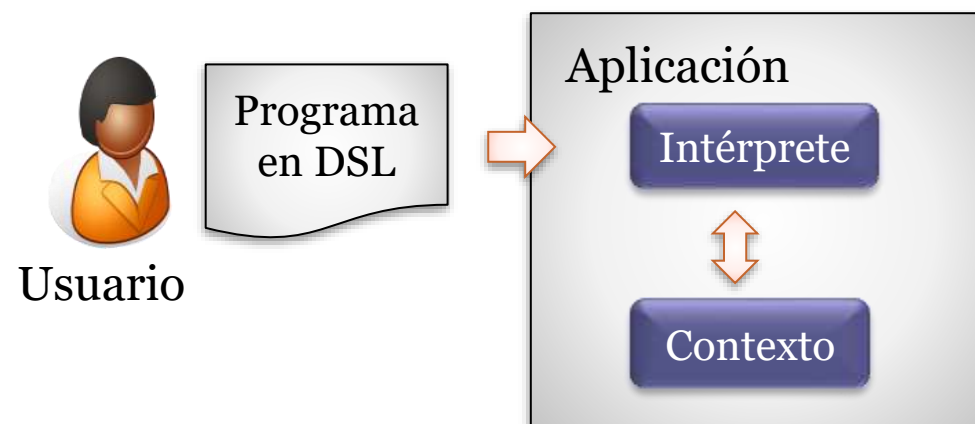 Usuario
Programa
en DSL
Aplicación
Intérprete
Contexto